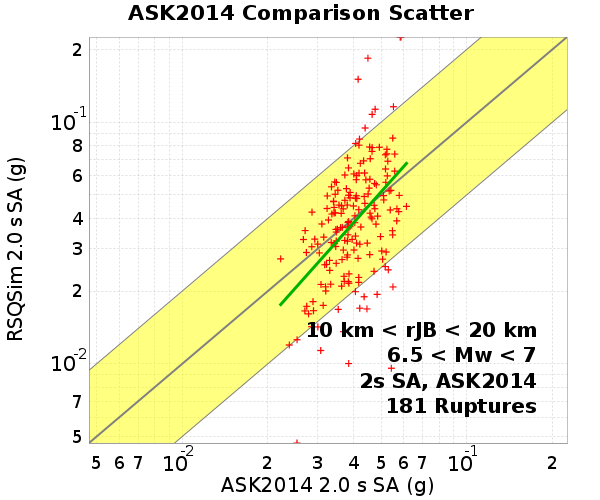 ASK2014 Comparison Scatter
RSQSim 2.0 s SA (g)
2
10^-1
8
6
4
3
2
10^-2
7
5
10 km < rJB < 20 km
6.5 < Mw < 7
2s SA, ASK2014
181 Ruptures
5 6 7 10^-2 2 3 4 5 6 7 10^-1 2
ASK2014 2.0 s SA (g)